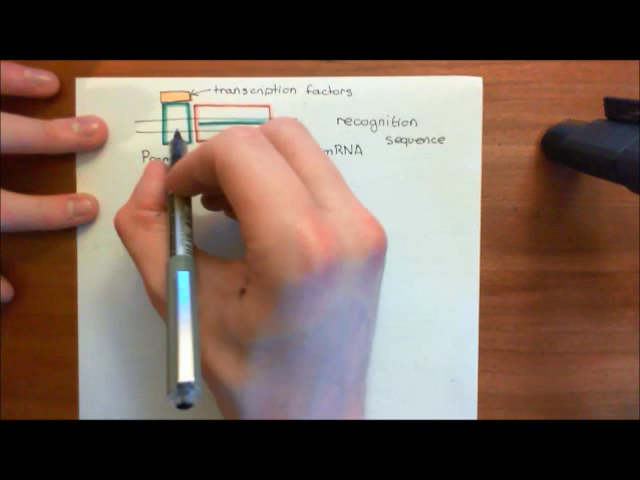 transcription factors
recognition
sequence
mRNA